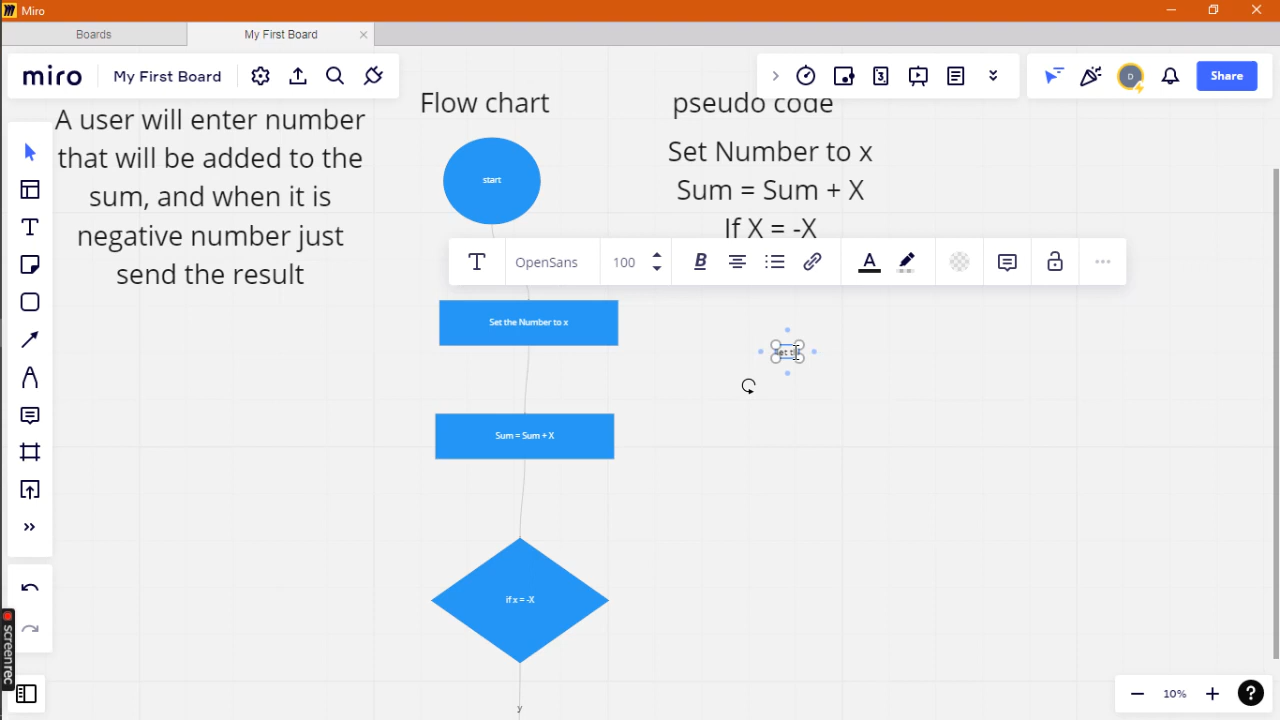 Miro
Boards
My First Board
miro
My First Board
3
D
Share
A user will enter number
that will be added to the
sum, and when it is
negative number just
send the result
Flow chart
pseudo code
start
Set Number to x
Sum = Sum + X
If X = -X
OpenSans
100
B
A
Set the Number to x
Sum = Sum + X
if x = -X
y
screenrec
10%